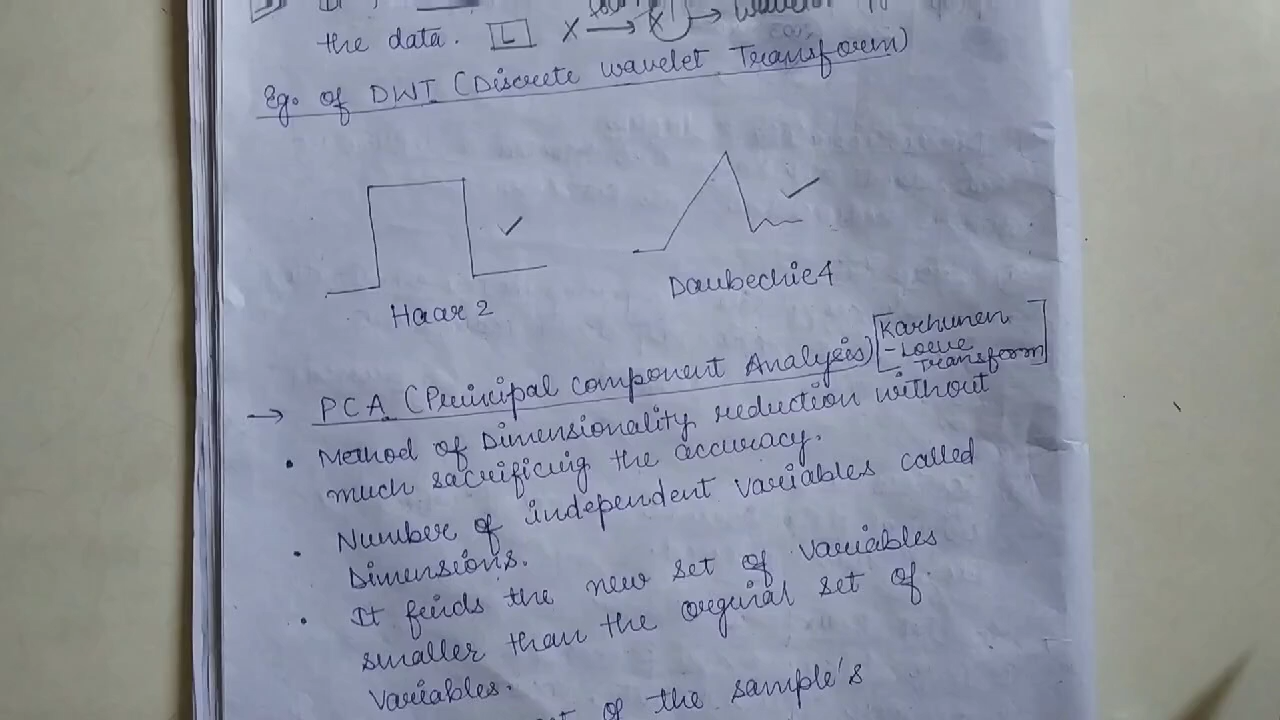 the data. L X → X → wavelet
Eg. of DWT (Discrete wavelet Transform)
Haar 2
Daubechie4
[Karhunen
-Loeve
Transform]
→ PCA (Principal component Analysis)
• Method of Dimensionality reduction without
much sacrificing the accuracy.
• Number of independent variables called
Dimensions.
• It finds the new set of variables
smaller than the original set of
variables.
of the sample's